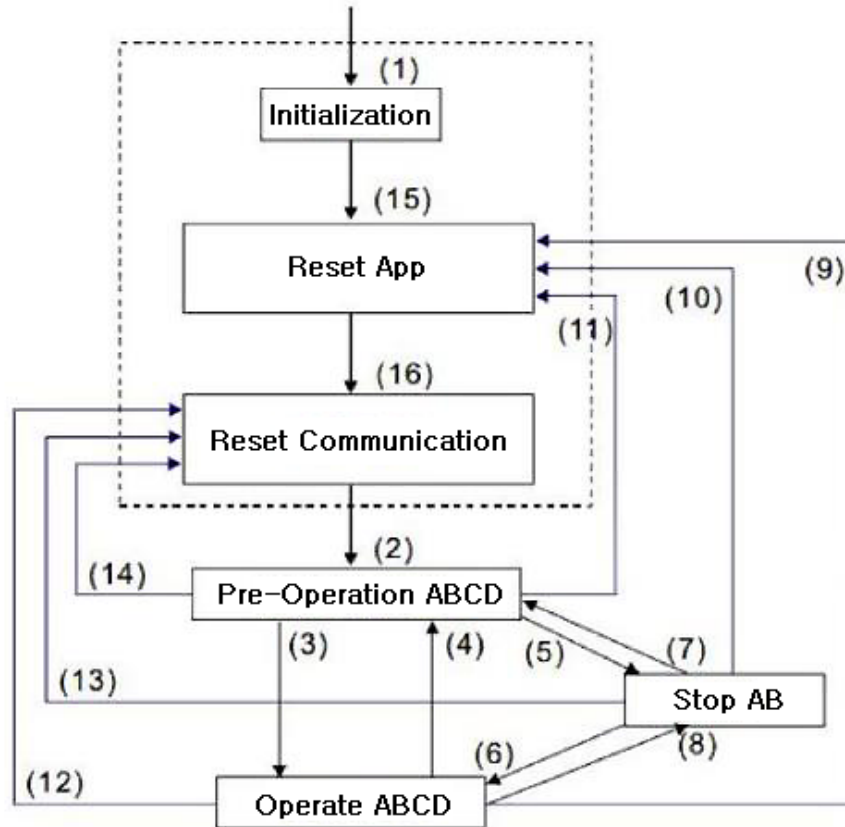 (1)
Initialization
(15)
Reset App
(9)
(10)
(11)
(16)
Reset Communication
(2)
(14)
Pre-Operation ABCD
(3)
(4)
(5)
(7)
(13)
Stop AB
(6)
(8)
(12)
Operate ABCD